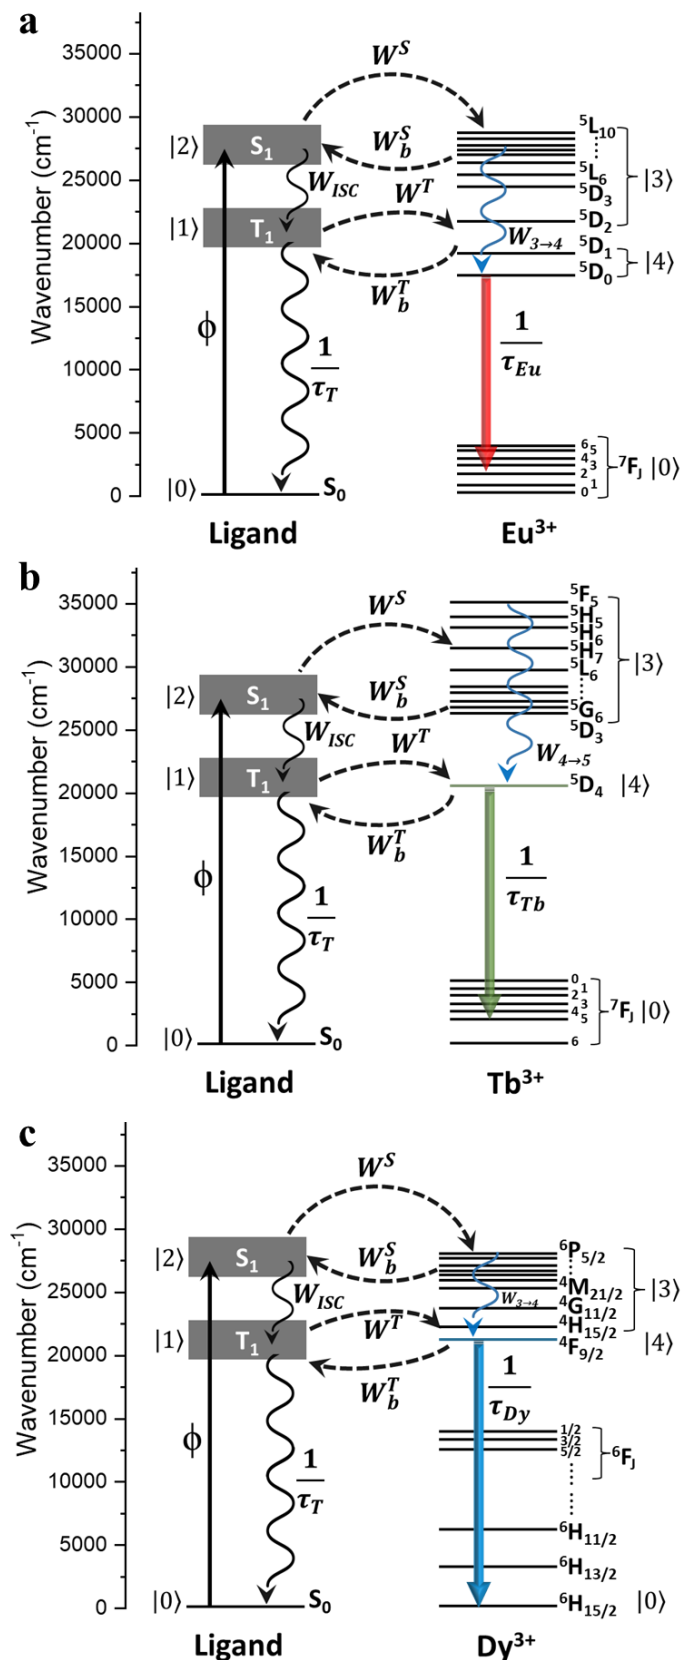 a
Wavenumber (cm⁻¹)
35000
30000
25000
20000
15000
10000
5000
0
|2⟩
S₁
|1⟩
T₁
|0⟩
S₀
ϕ
W_ISC
1/τ_T
W^S
W_b^S
W^T
W_b^T
⁵L₁₀
⁵L₆
⁵D₃
⁵D₂
|3⟩
W_3→4
⁵D₁
⁵D₀
|4⟩
1/τ_Eu
6
5
4
3
2
1
0
⁷F_J |0⟩
Ligand
Eu³⁺
b
Wavenumber (cm⁻¹)
35000
30000
25000
20000
15000
10000
5000
0
|2⟩
S₁
|1⟩
T₁
|0⟩
S₀
ϕ
W_ISC
1/τ_T
W^S
W_b^S
W^T
W_b^T
⁵F₅
⁵H₅
⁵H₆
⁵H₇
⁵L₆
⁵G₆
⁵D₃
|3⟩
W_4→5
⁵D₄ |4⟩
1/τ_Tb
0
1
2
3
4
5
6
⁷F_J |0⟩
Ligand
Tb³⁺
c
Wavenumber (cm⁻¹)
35000
30000
25000
20000
15000
10000
5000
0
|2⟩
S₁
|1⟩
T₁
|0⟩
S₀
ϕ
W_ISC
1/τ_T
W^S
W_b^S
W^T
W_b^T
⁶P₅/₂
⁴M₂₁/₂
⁴G₁₁/₂
⁴H₁₅/₂
|3⟩
W_3→4
⁴F₉/₂ |4⟩
1/τ_Dy
1/2
3/2
5/2
⁶F_J
⁶H₁₁/₂
⁶H₁₃/₂
⁶H₁₅/₂ |0⟩
Ligand
Dy³⁺